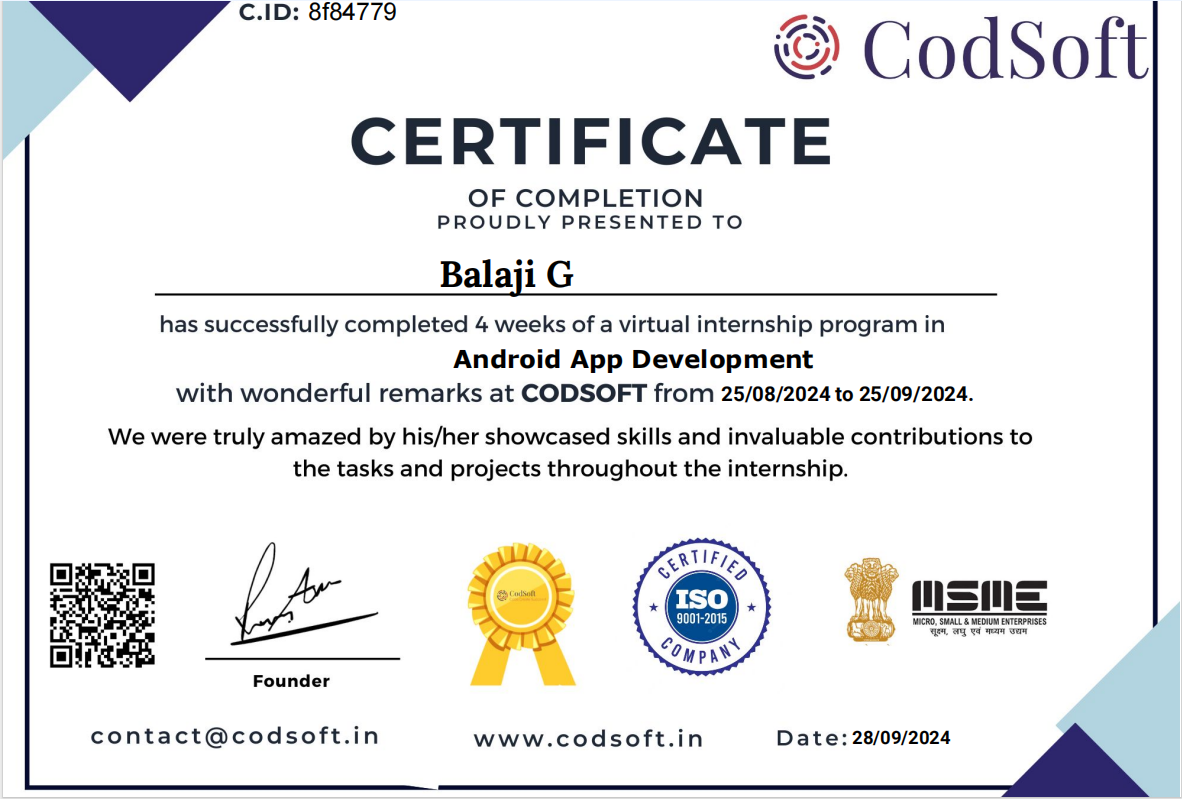 C.ID: 8f84779
CodSoft
CERTIFICATE
OF COMPLETION
PROUDLY PRESENTED TO
Balaji G
has successfully completed 4 weeks of a virtual internship program in
Android App Development
with wonderful remarks at CODSOFT from 25/08/2024 to 25/09/2024.
We were truly amazed by his/her showcased skills and invaluable contributions to
the tasks and projects throughout the internship.
Founder
CodSoft
CERTIFIED
ISO
9001-2015
COMPANY
MSME
MICRO, SMALL & MEDIUM ENTERPRISES
सूक्ष्म, लघु एवं मध्यम उद्यम
contact@codsoft.in
www.codsoft.in
Date: 28/09/2024